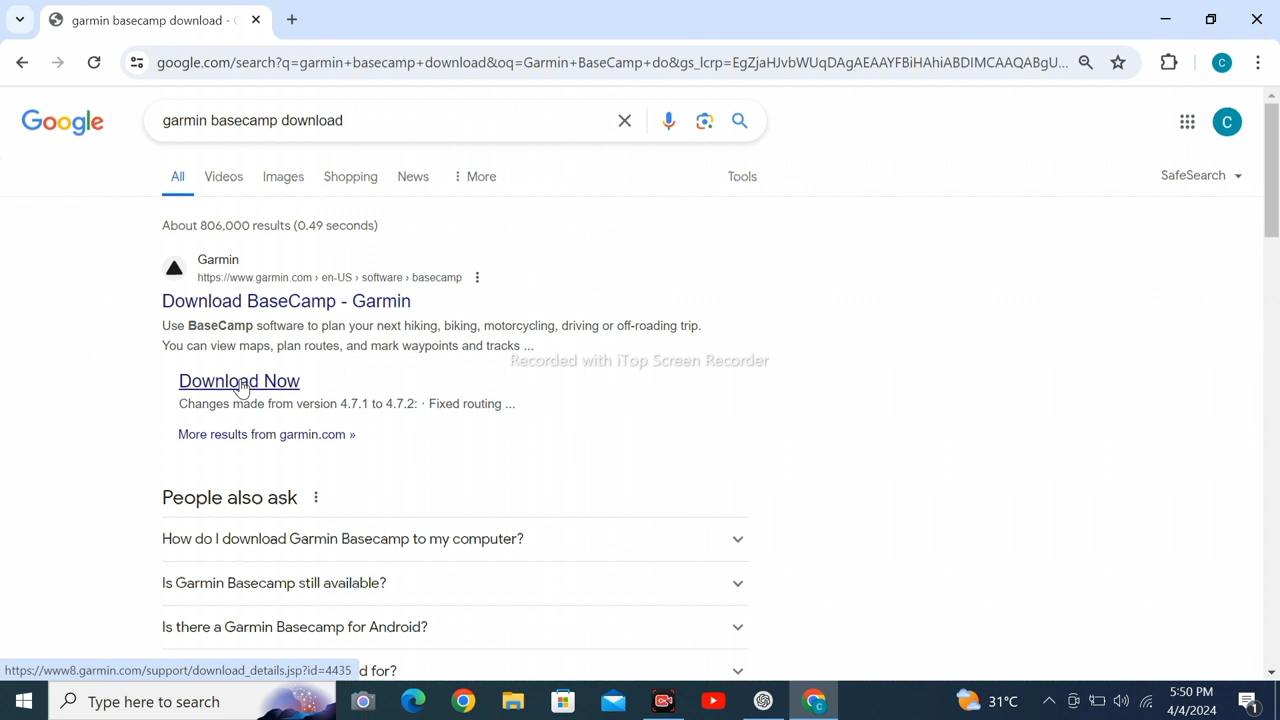 garmin basecamp download - G
google.com/search?q=garmin+basecamp+download&oq=Garmin+BaseCamp+do&gs_lcrp=EgZjaHJvbWUqDAgAEAAYFBiHAhiABDIMCAAQABgU...
C
Google
garmin basecamp download
C
All
Videos
Images
Shopping
News
More
Tools
SafeSearch
About 806,000 results (0.49 seconds)
Garmin
https://www.garmin.com › en-US › software › basecamp
Download BaseCamp - Garmin
Use BaseCamp software to plan your next hiking, biking, motorcycling, driving or off-roading trip.
You can view maps, plan routes, and mark waypoints and tracks ...
Recorded with iTop Screen Recorder
Download Now
Changes made from version 4.7.1 to 4.7.2: · Fixed routing ...
More results from garmin.com »
People also ask
How do I download Garmin Basecamp to my computer?
Is Garmin Basecamp still available?
Is there a Garmin Basecamp for Android?
d for?
https://www8.garmin.com/support/download_details.jsp?id=4435
Type here to search
31°C
5:50 PM
4/4/2024
1